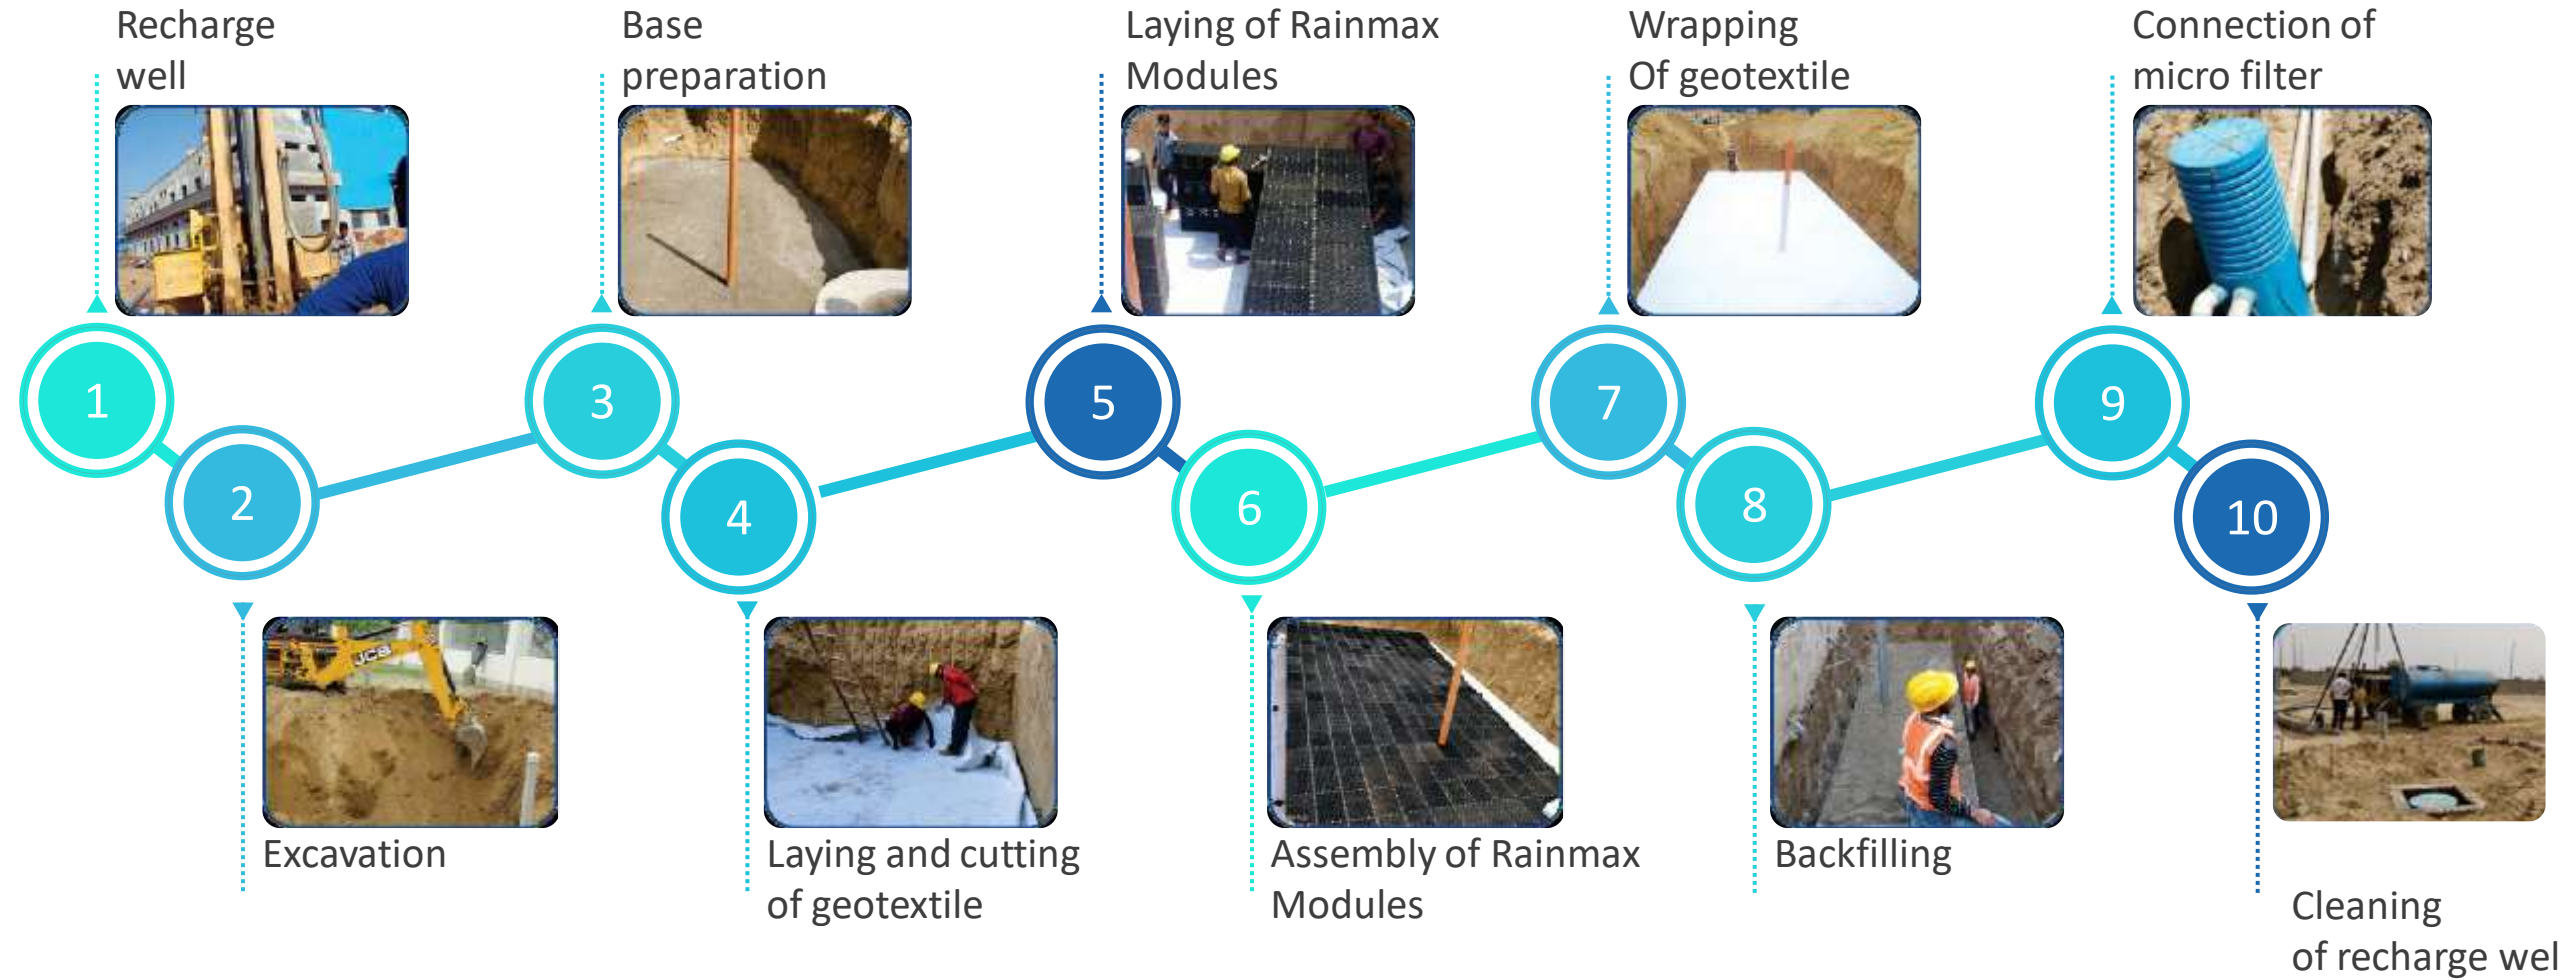 Recharge
well
Base
preparation
Laying of Rainmax
Modules
Wrapping
Of geotextile
Connection of
micro filter
1
2
3
4
5
6
7
8
9
10
JCB
Excavation
Laying and cutting
of geotextile
Assembly of Rainmax
Modules
Backfilling
Cleaning
of recharge wel